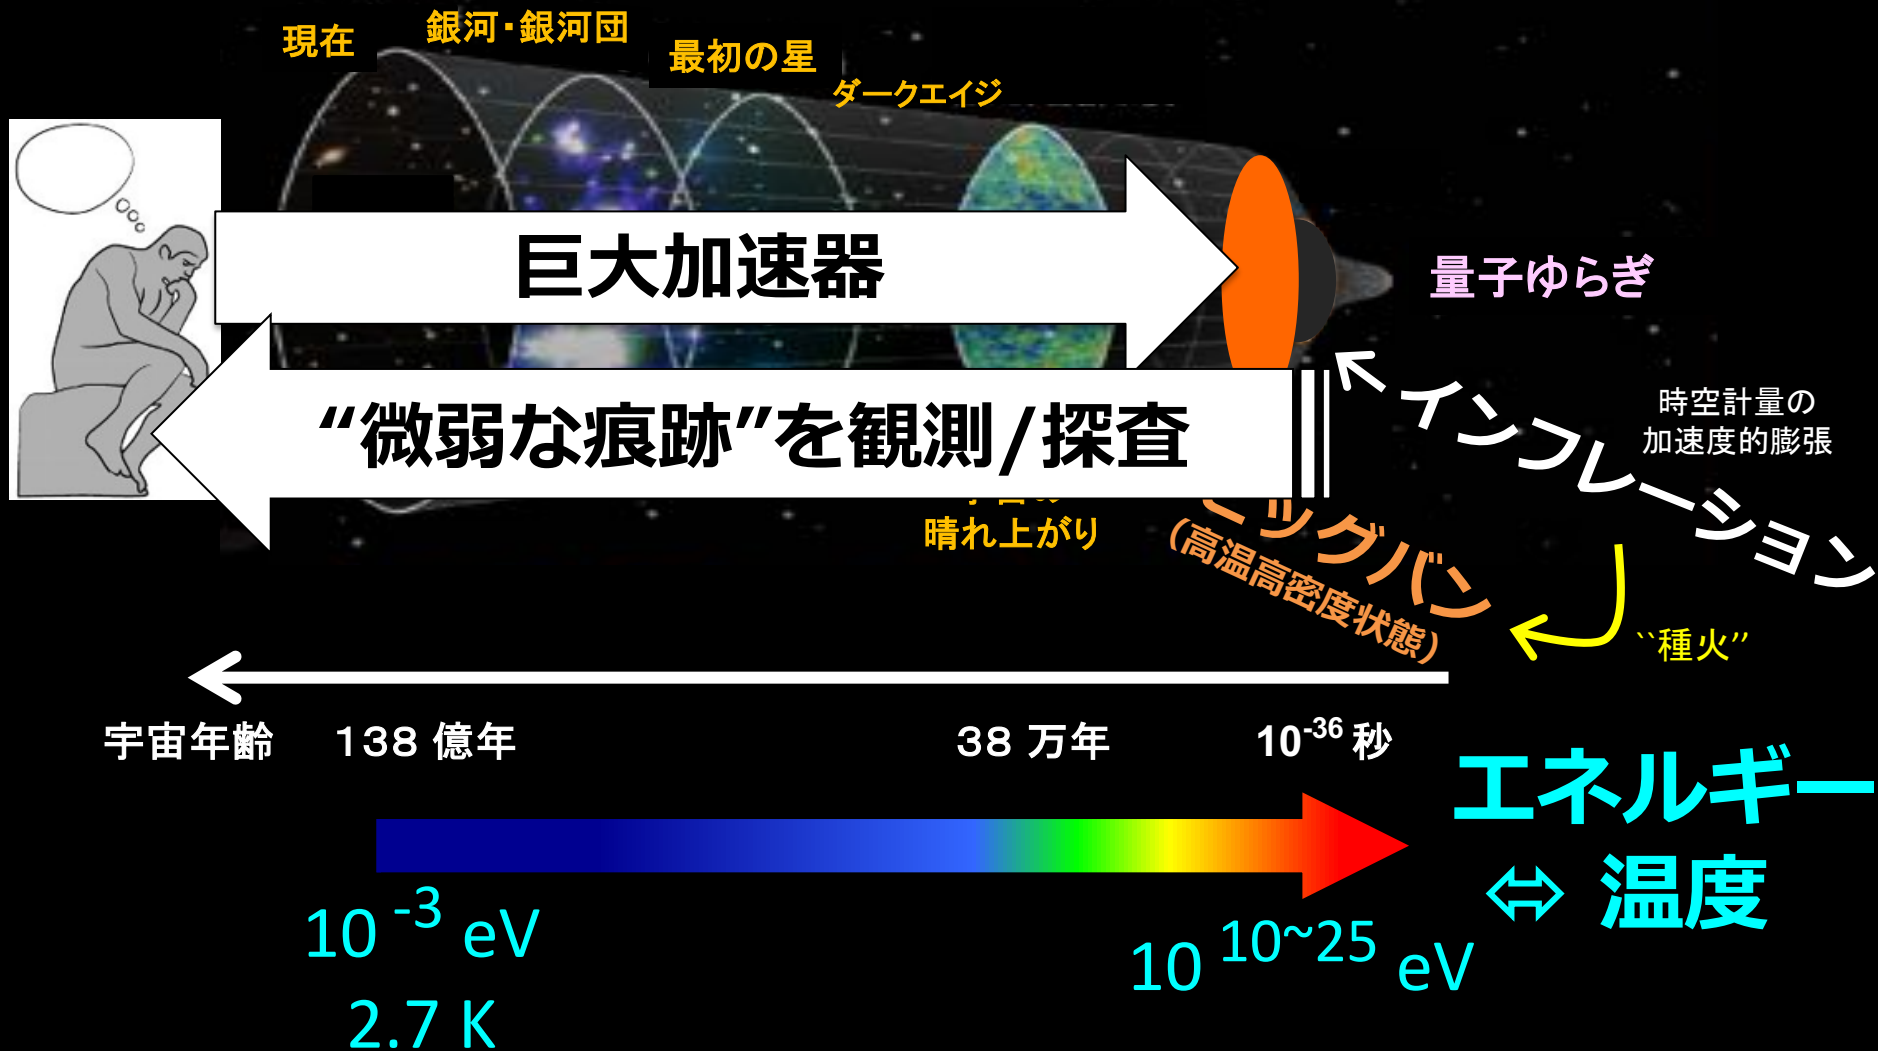 現在
銀河・銀河団
最初の星
ダークエイジ
巨大加速器
量子ゆらぎ
“微弱な痕跡”を観測/探査
インフレーション
時空計量の
加速度的膨張
晴れ上がり
ビッグバン
(高温高密度状態)
``種火’’
宇宙年齢 138 億年 38 万年 10-36 秒
エネルギー
⇔ 温度
10 -3 eV
10 10~25 eV
2.7 K